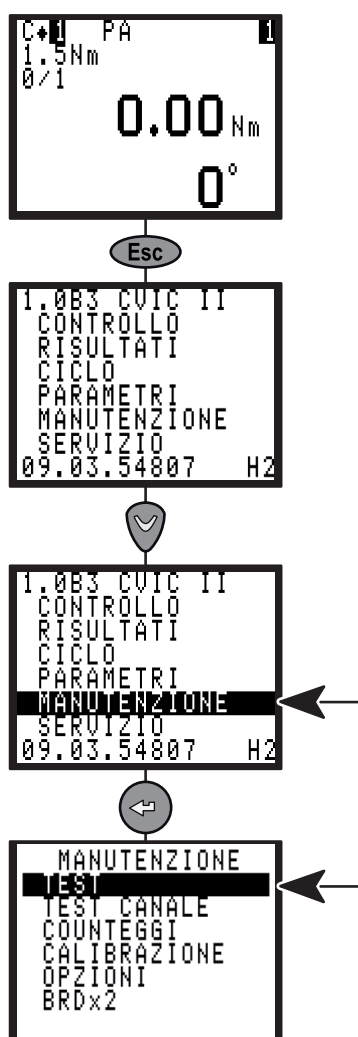 C♦1 PA 1
1.5Nm
0/1
0.00 Nm
0°
Esc
1.0B3 CVIC II
CONTROLLO
RISULTATI
CICLO
PARAMETRI
MANUTENZIONE
SERVIZIO
09.03.54807 H2
1.0B3 CVIC II
CONTROLLO
RISULTATI
CICLO
PARAMETRI
MANUTENZIONE
SERVIZIO
09.03.54807 H2
MANUTENZIONE
TEST
TEST CANALE
COUNTEGGI
CALIBRAZIONE
OPZIONI
BRDx2